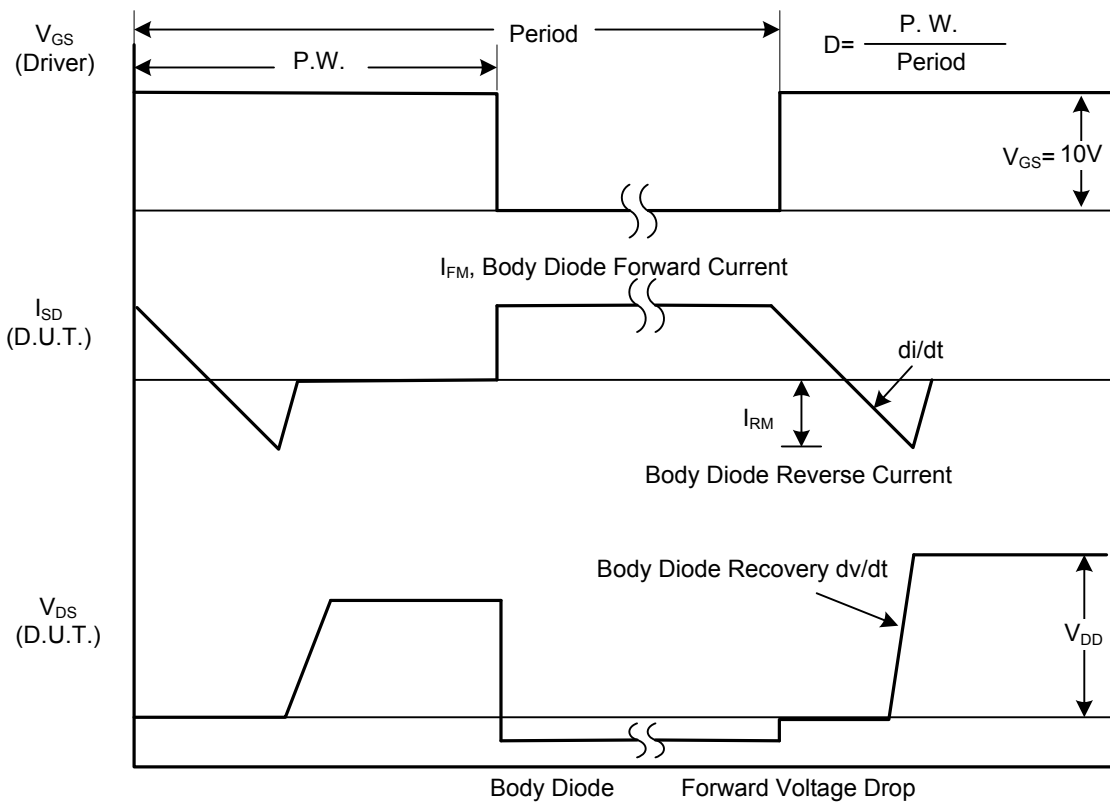 V_GS
(Driver)
Period
P.W.
D= P. W.
Period
V_GS= 10V
I_FM, Body Diode Forward Current
I_SD
(D.U.T.)
di/dt
I_RM
Body Diode Reverse Current
Body Diode Recovery dv/dt
V_DS
(D.U.T.)
V_DD
Body Diode Forward Voltage Drop